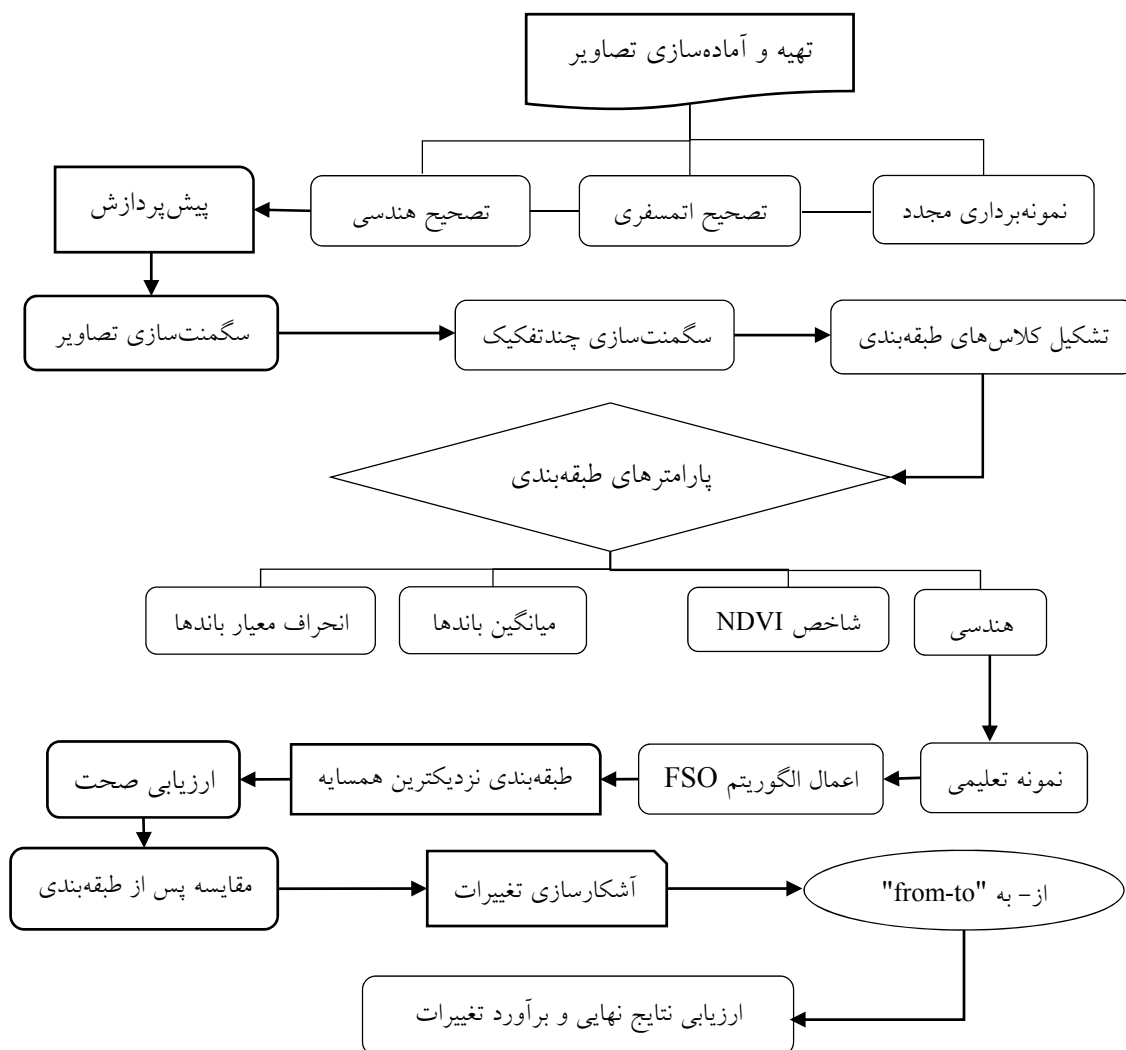 تهیه و آماده‌سازی تصاویر
نمونه‌برداری مجدد
تصحیح اتمسفری
تصحیح هندسی
پیش‌پردازش
سگمنت‌سازی تصاویر
سگمنت‌سازی چندتفکیک
تشکیل کلاس‌های طبقه‌بندی
پارامترهای طبقه‌بندی
هندسی
شاخص NDVI
میانگین باندها
انحراف معیار باندها
نمونه تعلیمی
اعمال الگوریتم FSO
طبقه‌بندی نزدیکترین همسایه
ارزیابی صحت
مقایسه پس از طبقه‌بندی
آشکارسازی تغییرات
از- به "from-to"
ارزیابی نتایج نهایی و برآورد تغییرات